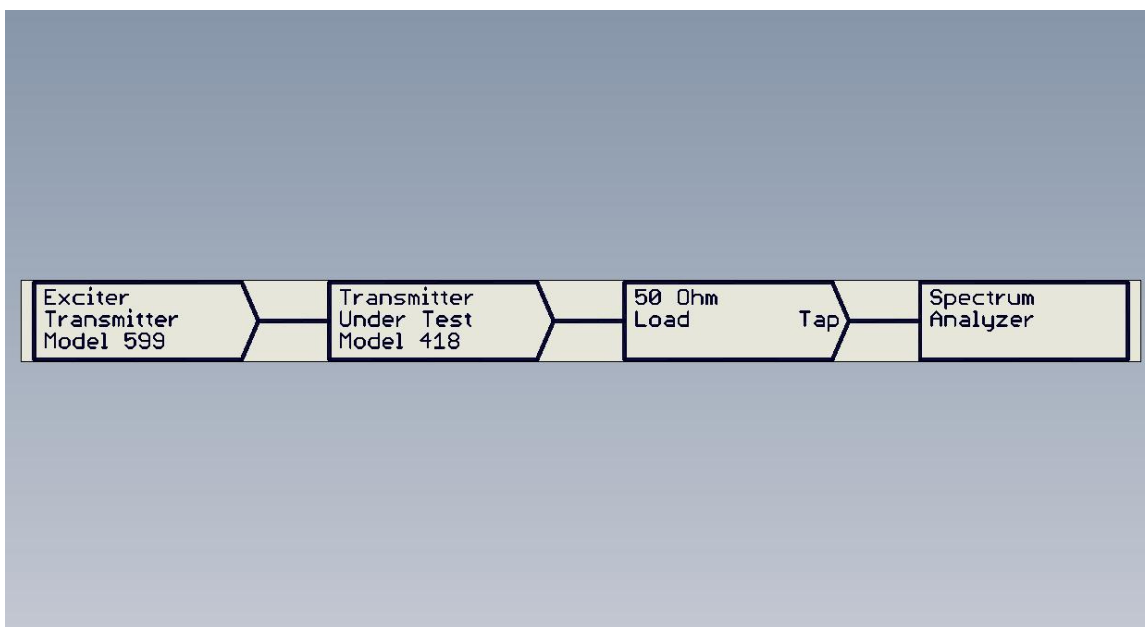 Exciter
Transmitter
Model 599
Transmitter
Under Test
Model 418
50 Ohm
Load Tap
Spectrum
Analyzer